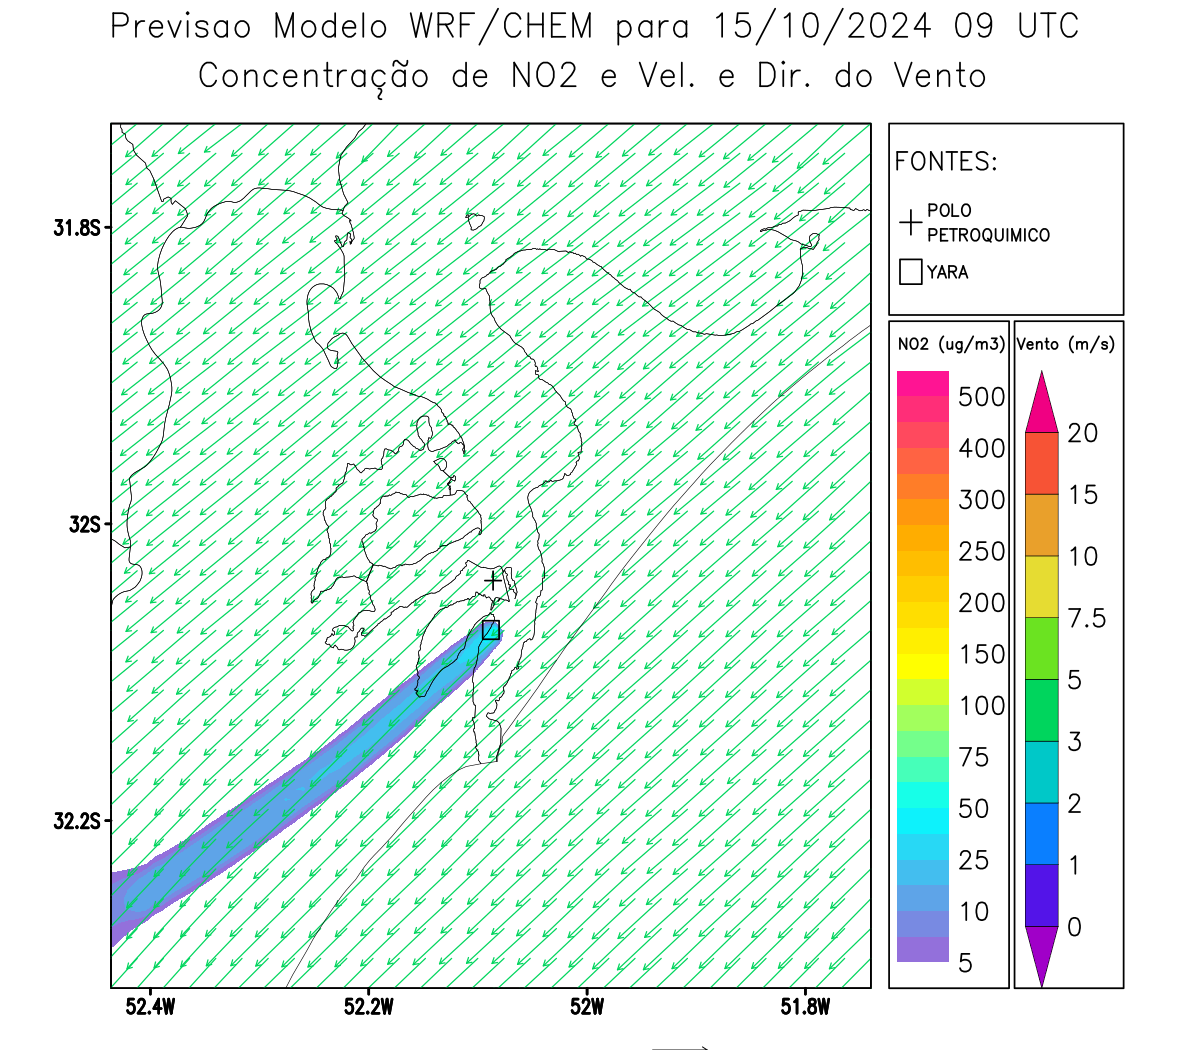 Previsao Modelo WRF/CHEM para 15/10/2024 09 UTC
Concentração de NO2 e Vel. e Dir. do Vento
FONTES:
POLO
PETROQUIMICO
YARA
NO2 (ug/m3)
500
400
300
250
200
150
100
75
50
25
10
5
Vento (m/s)
20
15
10
7.5
5
3
2
1
0
31.8S
32S
32.2S
52.4W
52.2W
52W
51.8W